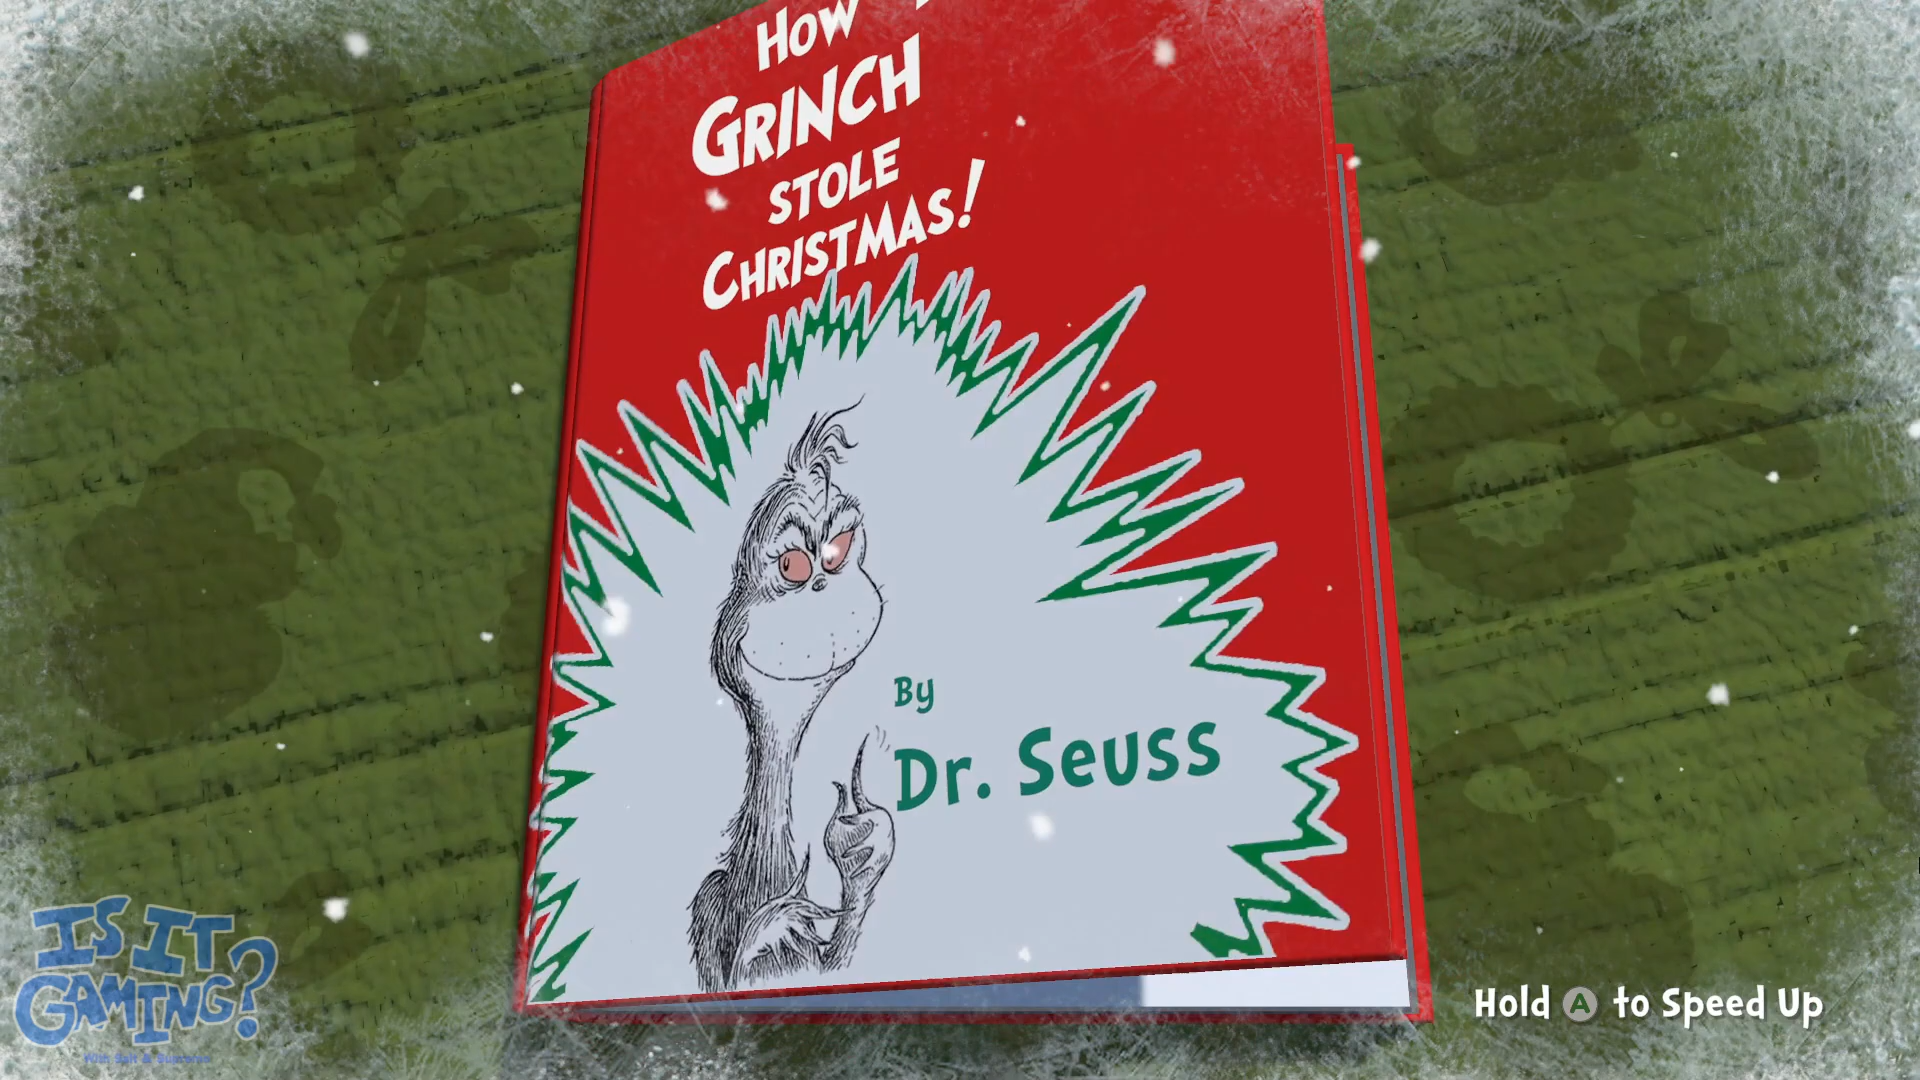 How
GRINCH
STOLE
CHRISTMAS!
By
Dr. Seuss
IS IT
GAMING?
Hold A to Speed Up